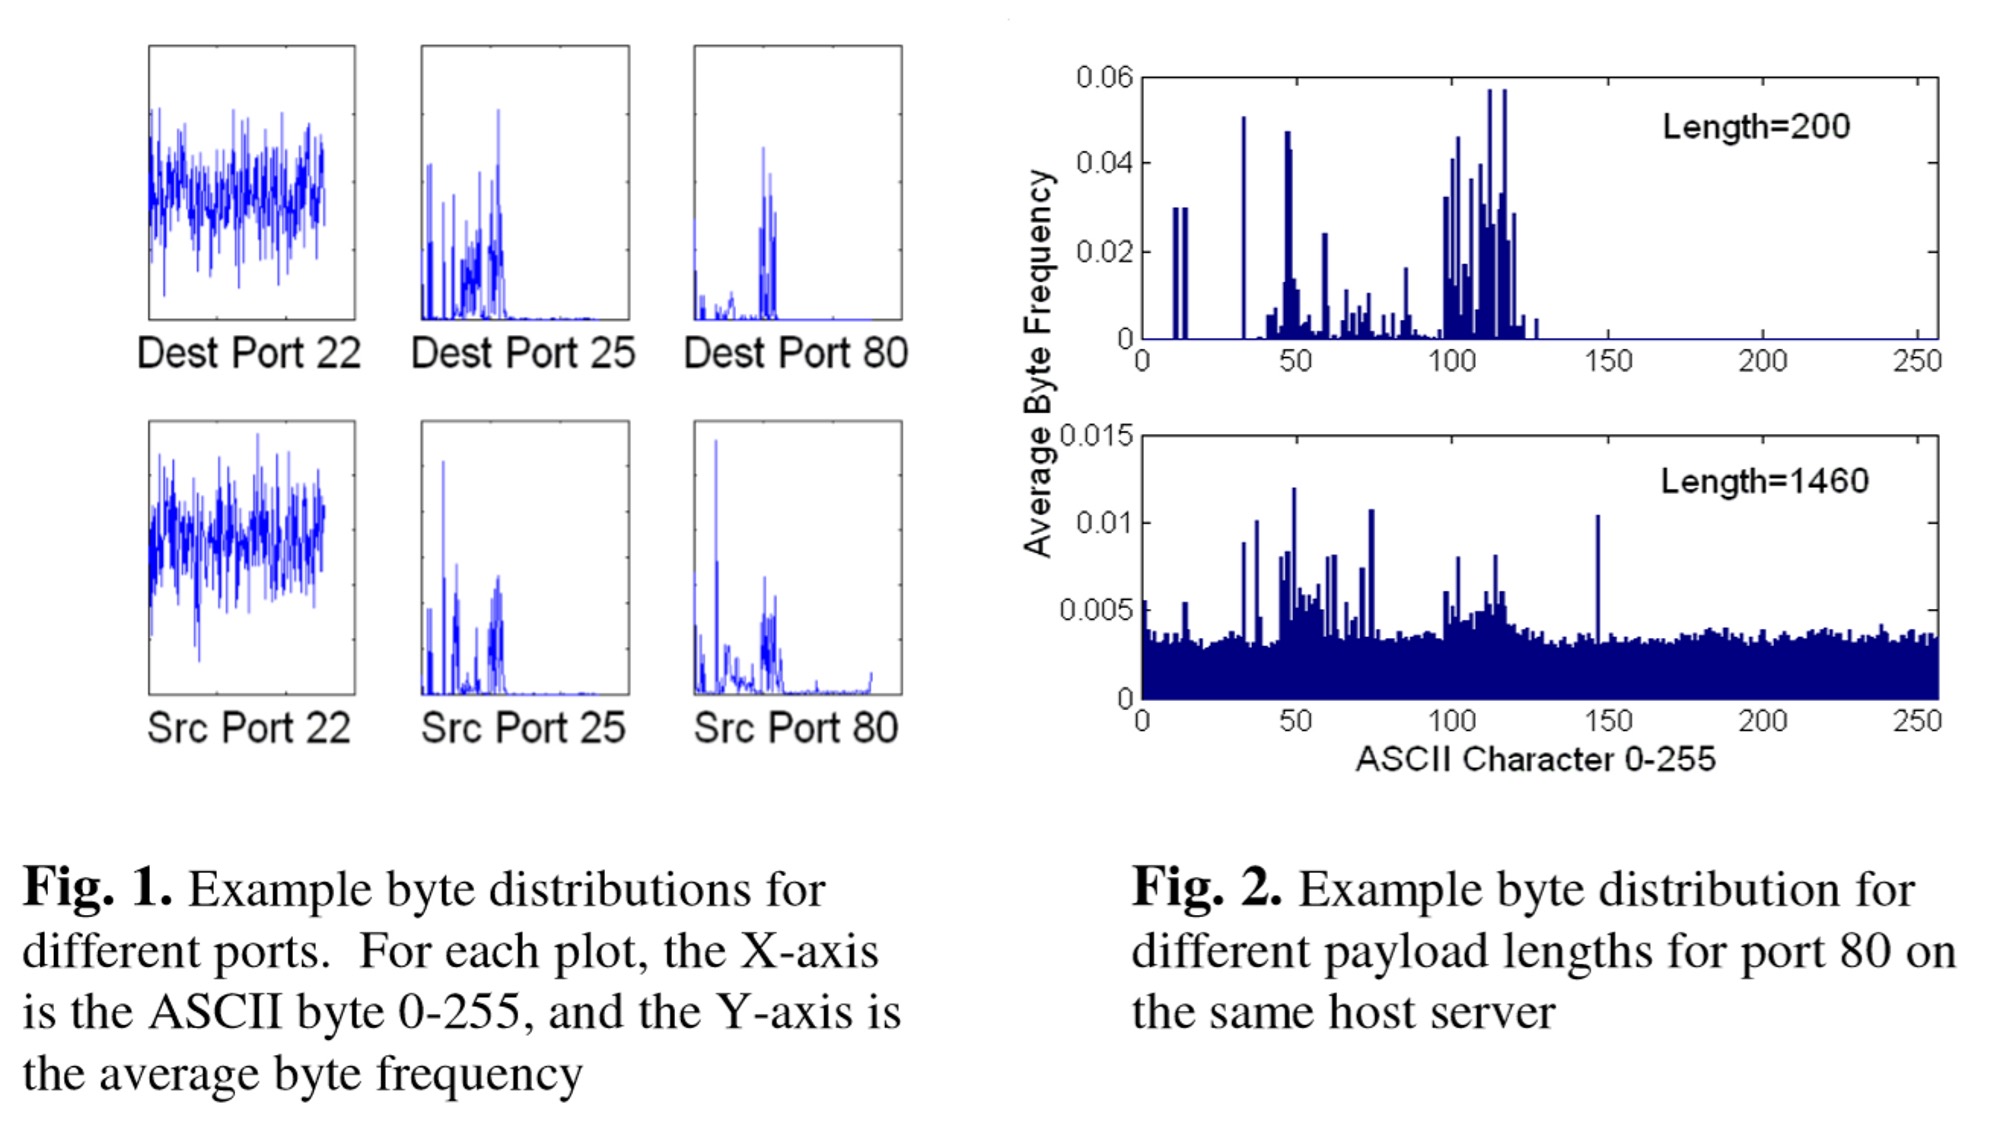 Dest Port 22
Dest Port 25
Dest Port 80
Src Port 22
Src Port 25
Src Port 80
Fig. 1. Example byte distributions for
different ports. For each plot, the X-axis
is the ASCII byte 0-255, and the Y-axis is
the average byte frequency
Average Byte Frequency
0.06
0.04
0.02
0
Length=200
0
50
100
150
200
250
0.015
0.01
0.005
0
Length=1460
0
50
100
150
200
250
ASCII Character 0-255
Fig. 2. Example byte distribution for
different payload lengths for port 80 on
the same host server